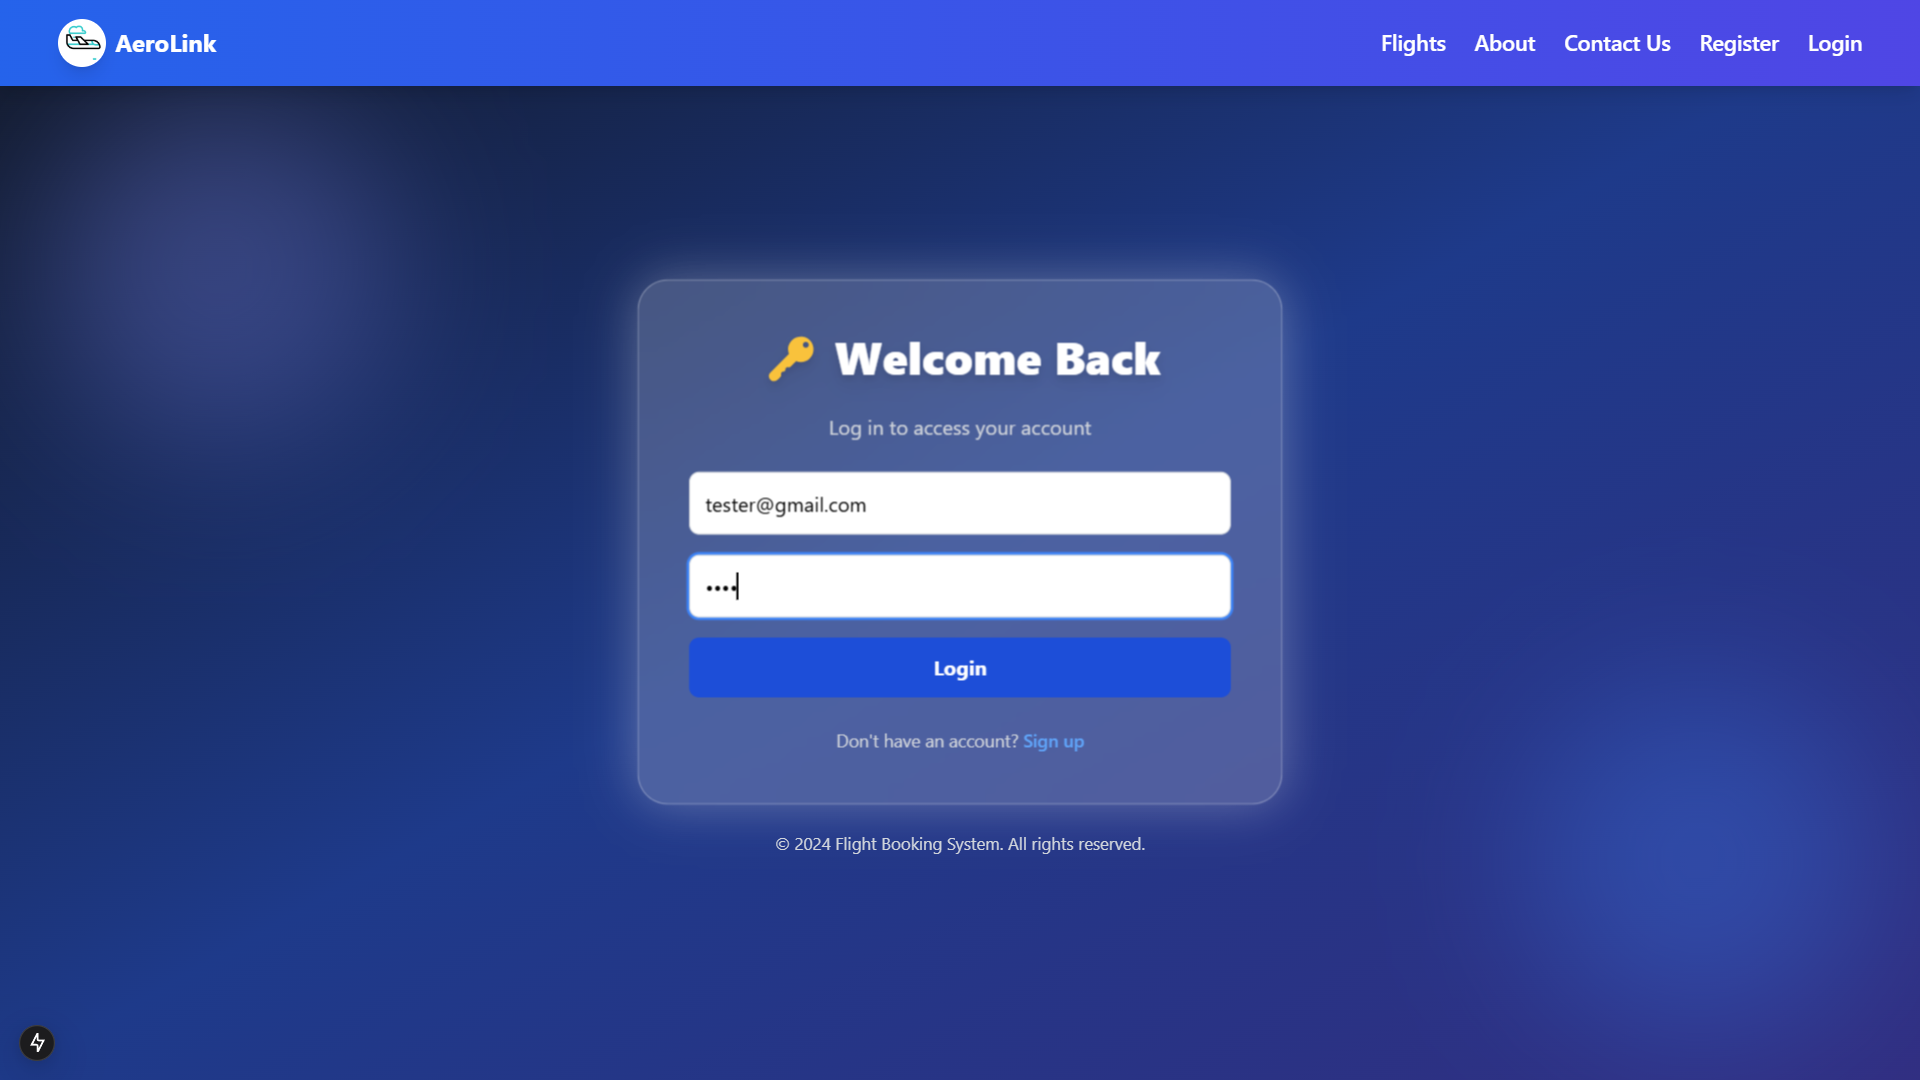 AeroLink
Flights About Contact Us Register Login
🔑 Welcome Back
Log in to access your account
tester@gmail.com
••••
Login
Don't have an account? Sign up
© 2024 Flight Booking System. All rights reserved.